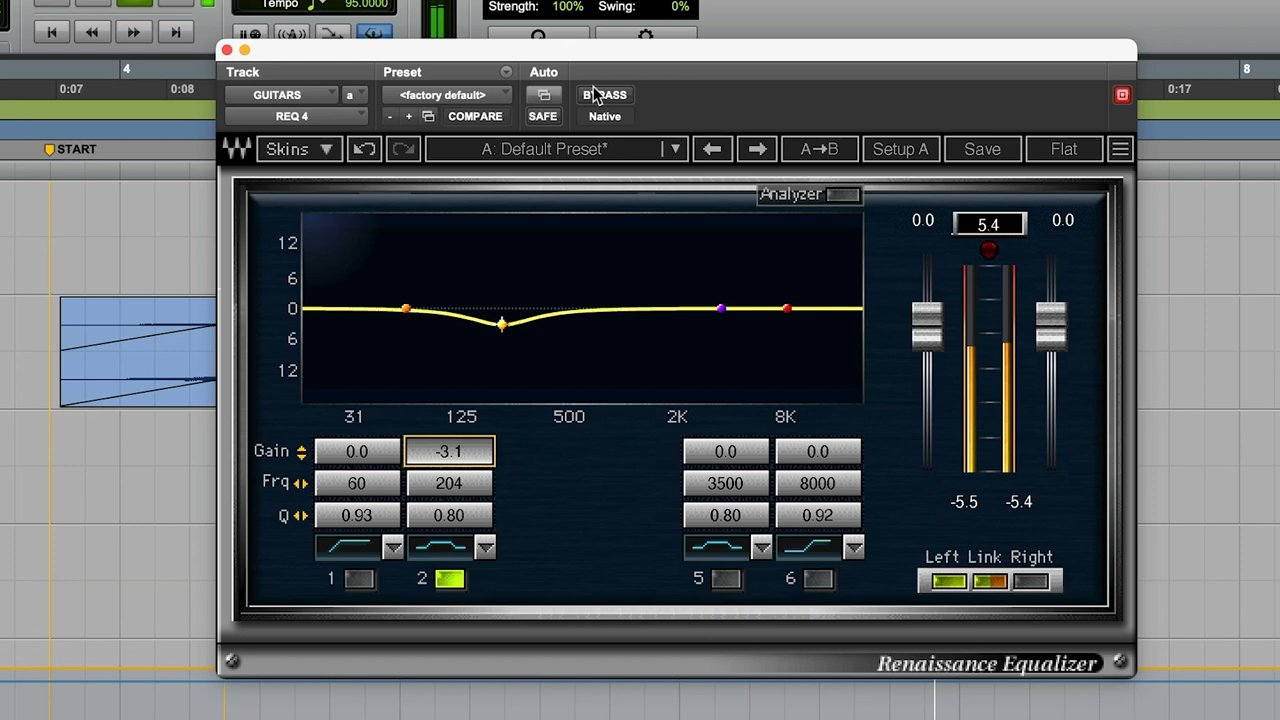 Tempo 95.0000
Strength: 100% Swing: 0%
4 8
0:07 0:08 0:17
START
Track Preset Auto
GUITARS a <factory default> BYPASS
REQ 4 - + COMPARE SAFE Native
Skins A: Default Preset* A→B Setup A Save Flat
Analyzer
0.0 5.4 0.0
12
6
0
6
12
31 125 500 2K 8K
Gain 0.0 -3.1 0.0 0.0
Frq 60 204 3500 8000
Q 0.93 0.80 0.80 0.92
-5.5 -5.4
1 2 5 6
Left Link Right
Renaissance Equalizer